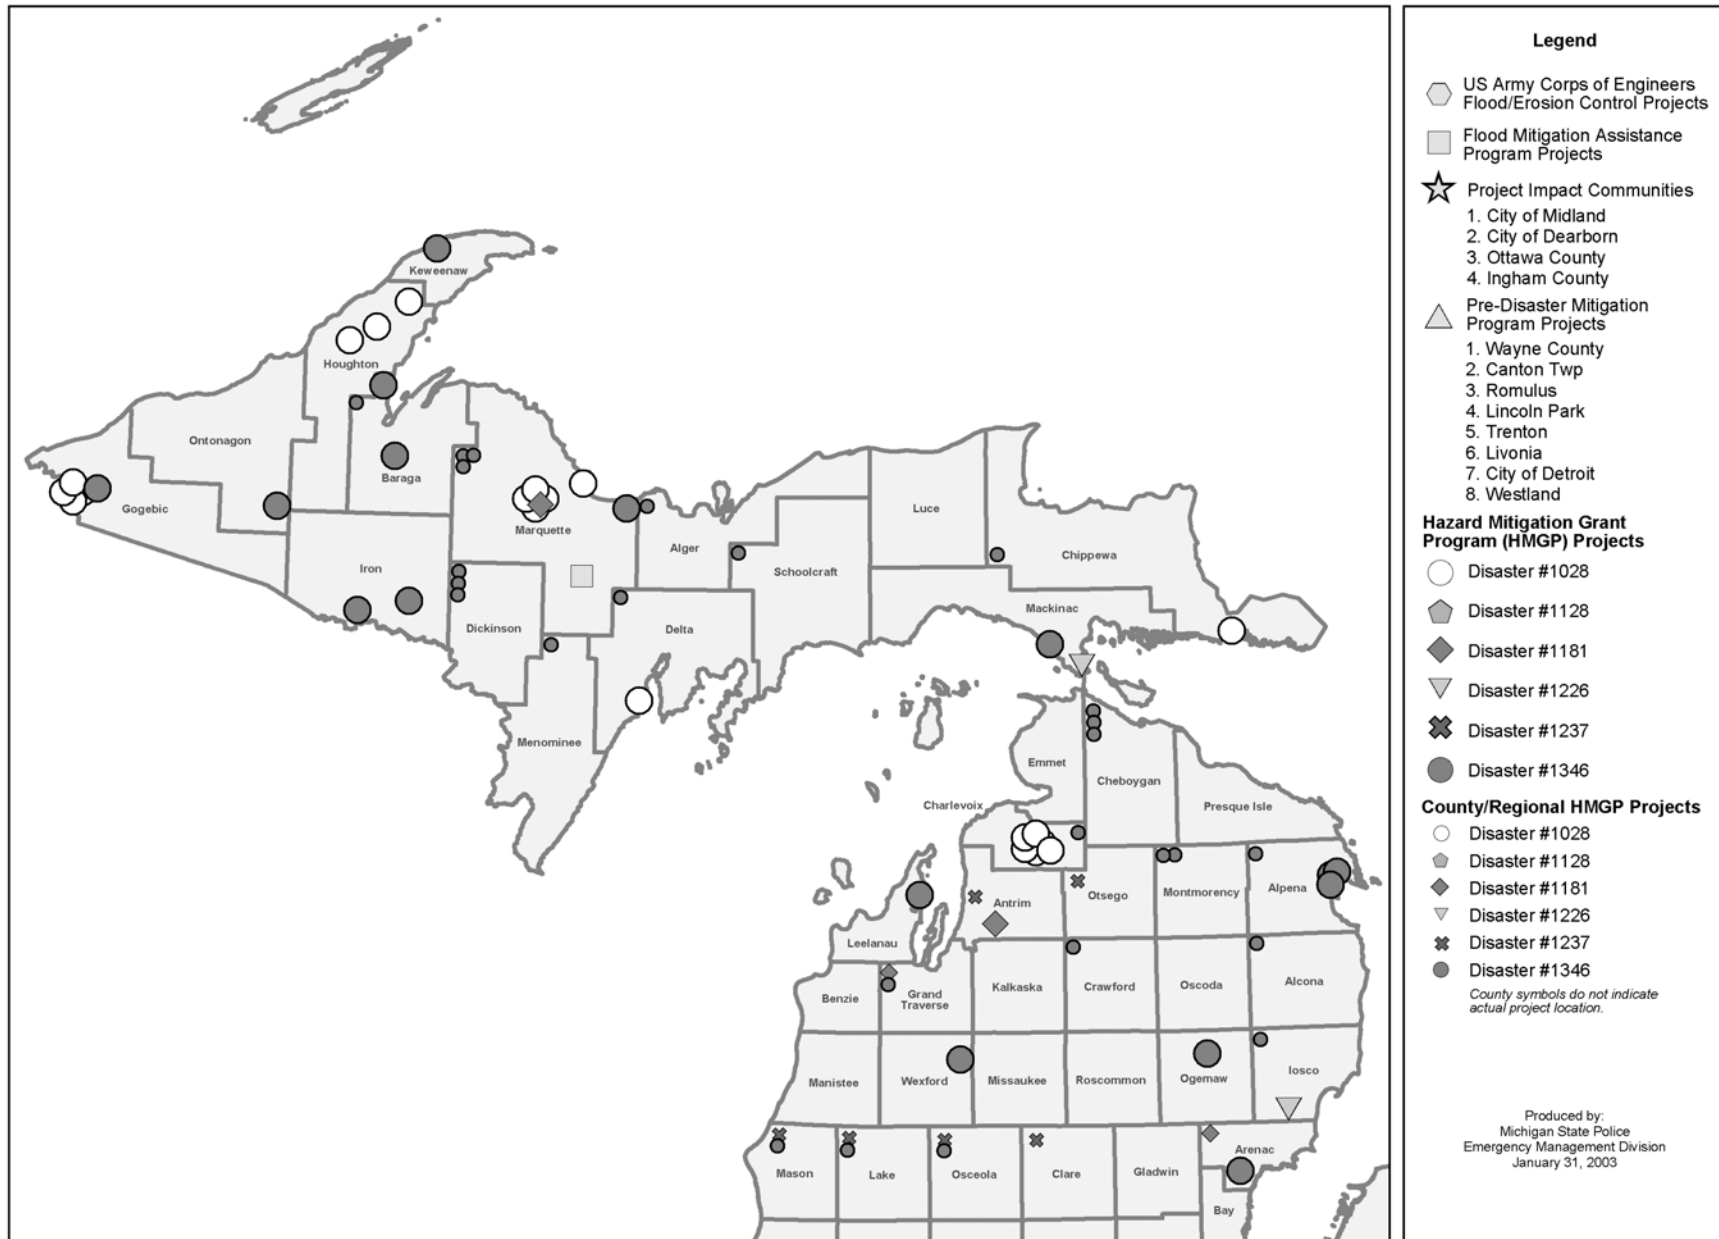 Keweenaw
Houghton
Ontonagon
Baraga
Gogebic
Marquette
Luce
Alger
Chippewa
Iron
Schoolcraft
Mackinac
Dickinson
Delta
Menominee
Emmet
Cheboygan
Charlevoix
Presque Isle
Alpena
Montmorency
Otsego
Antrim
Leelanau
Alcona
Oscoda
Crawford
Kalkaska
Grand
Traverse
Benzie
Iosco
Ogemaw
Roscommon
Missaukee
Wexford
Manistee
Arenac
Mason
Lake
Osceola
Clare
Gladwin
Bay
Legend
US Army Corps of Engineers
Flood/Erosion Control Projects
Flood Mitigation Assistance
Program Projects
Project Impact Communities
1. City of Midland
2. City of Dearborn
3. Ottawa County
4. Ingham County
Pre-Disaster Mitigation
Program Projects
1. Wayne County
2. Canton Twp
3. Romulus
4. Lincoln Park
5. Trenton
6. Livonia
7. City of Detroit
8. Westland
Hazard Mitigation Grant
Program (HMGP) Projects
Disaster #1028
Disaster #1128
Disaster #1181
Disaster #1226
Disaster #1237
Disaster #1346
County/Regional HMGP Projects
Disaster #1028
Disaster #1128
Disaster #1181
Disaster #1226
Disaster #1237
Disaster #1346
County symbols do not indicate
actual project location.
Produced by:
Michigan State Police
Emergency Management Division
January 31, 2003